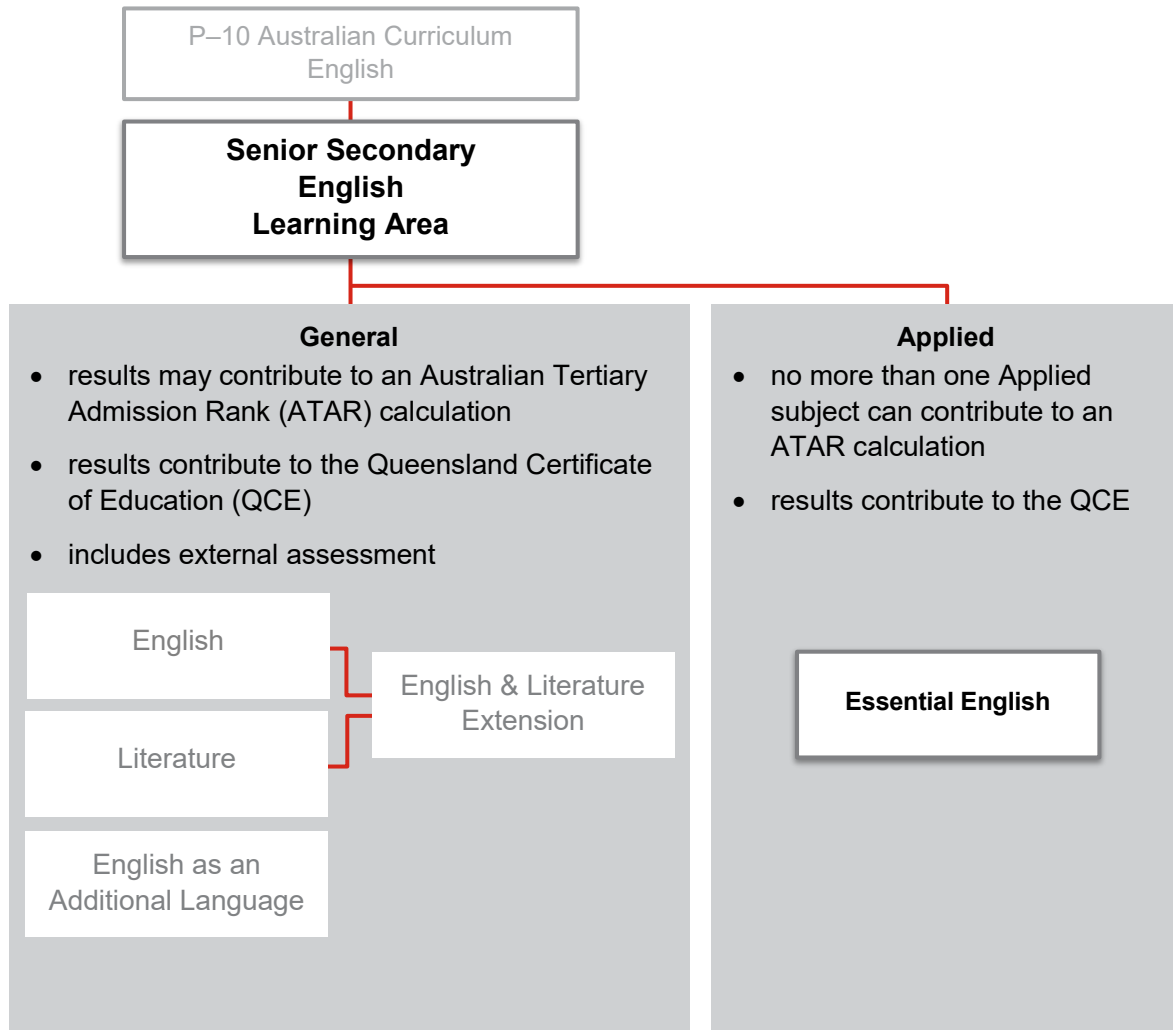 P–10 Australian Curriculum
English
Senior Secondary
English
Learning Area
General
• results may contribute to an Australian Tertiary
Admission Rank (ATAR) calculation
• results contribute to the Queensland Certificate
of Education (QCE)
• includes external assessment
English
Literature
English as an
Additional Language
English & Literature
Extension
Applied
• no more than one Applied
subject can contribute to an
ATAR calculation
• results contribute to the QCE
Essential English